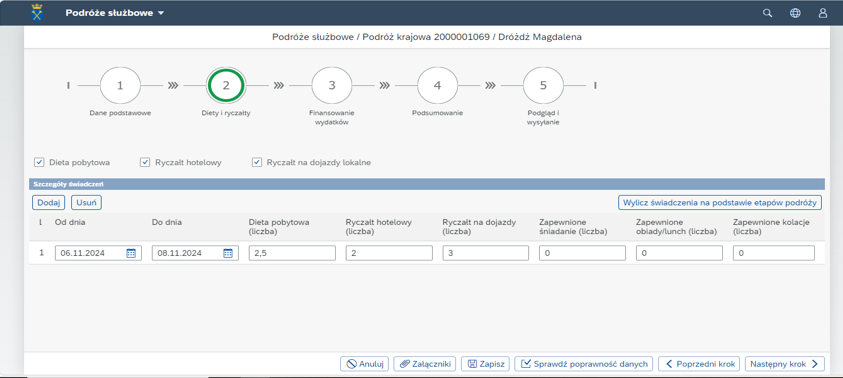 Podróże służbowe
Podróże służbowe / Podróż krajowa 2000001069 / Dróżdż Magdalena
1
2
3
4
5
Dane podstawowe
Diety i ryczałty
Finansowanie
wydatków
Podsumowanie
Podgląd i
wysyłanie
Dieta pobytowa
Ryczałt hotelowy
Ryczałt na dojazdy lokalne
Szczegóły świadczeń
Dodaj
Usuń
Wylicz świadczenia na podstawie etapów podróży
Od dnia
Do dnia
Dieta pobytowa
(liczba)
Ryczałt hotelowy
(liczba)
Ryczałt na dojazdy
(liczba)
Zapewnione
śniadanie (liczba)
Zapewnione
obiady/lunch (liczba)
Zapewnione kolacje
(liczba)
1
06.11.2024
08.11.2024
2,5
2
3
0
0
0
Anuluj
Załączniki
Zapisz
Sprawdź poprawność danych
Poprzedni krok
Następny krok